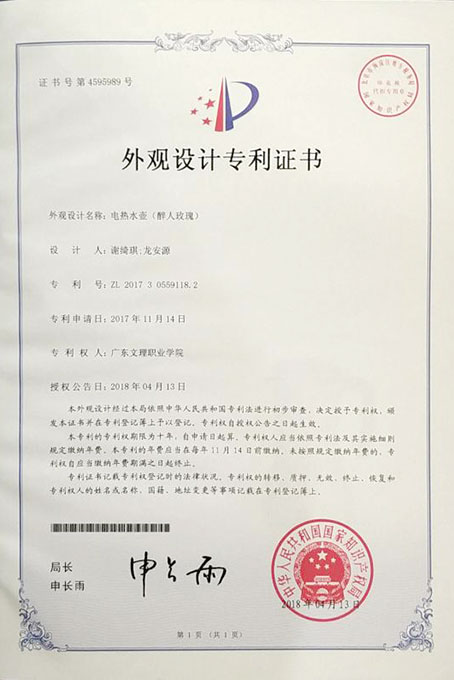 证书号第4595989号
外观设计专利证书
外观设计名称：电热水壶（醉人玫瑰）
设 计 人：谢绮琪;龙安源
专 利 号：ZL 2017 3 0559118.2
专利申请日：2017年11月14日
专 利 权 人：广东文理职业学院
授权公告日：2018年04月13日
本外观设计经过本局依照中华人民共和国专利法进行初步审查，决定授予专利权，颁
发本证书并在专利登记簿上予以登记。专利权自授权公告之日起生效。
本专利的专利权期限为十年，自申请日起算。专利权人应当依照专利法及其实施细则
规定缴纳年费。本专利的年费应当在每年11月14日前缴纳。未按照规定缴纳年费的，专
利权自应当缴纳年费期满之日起终止。
专利证书记载专利权登记时的法律状况。专利权的转移、质押、无效、终止、恢复和
专利权人的姓名或名称、国籍、地址变更等事项记载在专利登记簿上。
局长
申长雨
申长雨
中华人民共和国国家知识产权局
2018年04月13日
第1页（共1页）